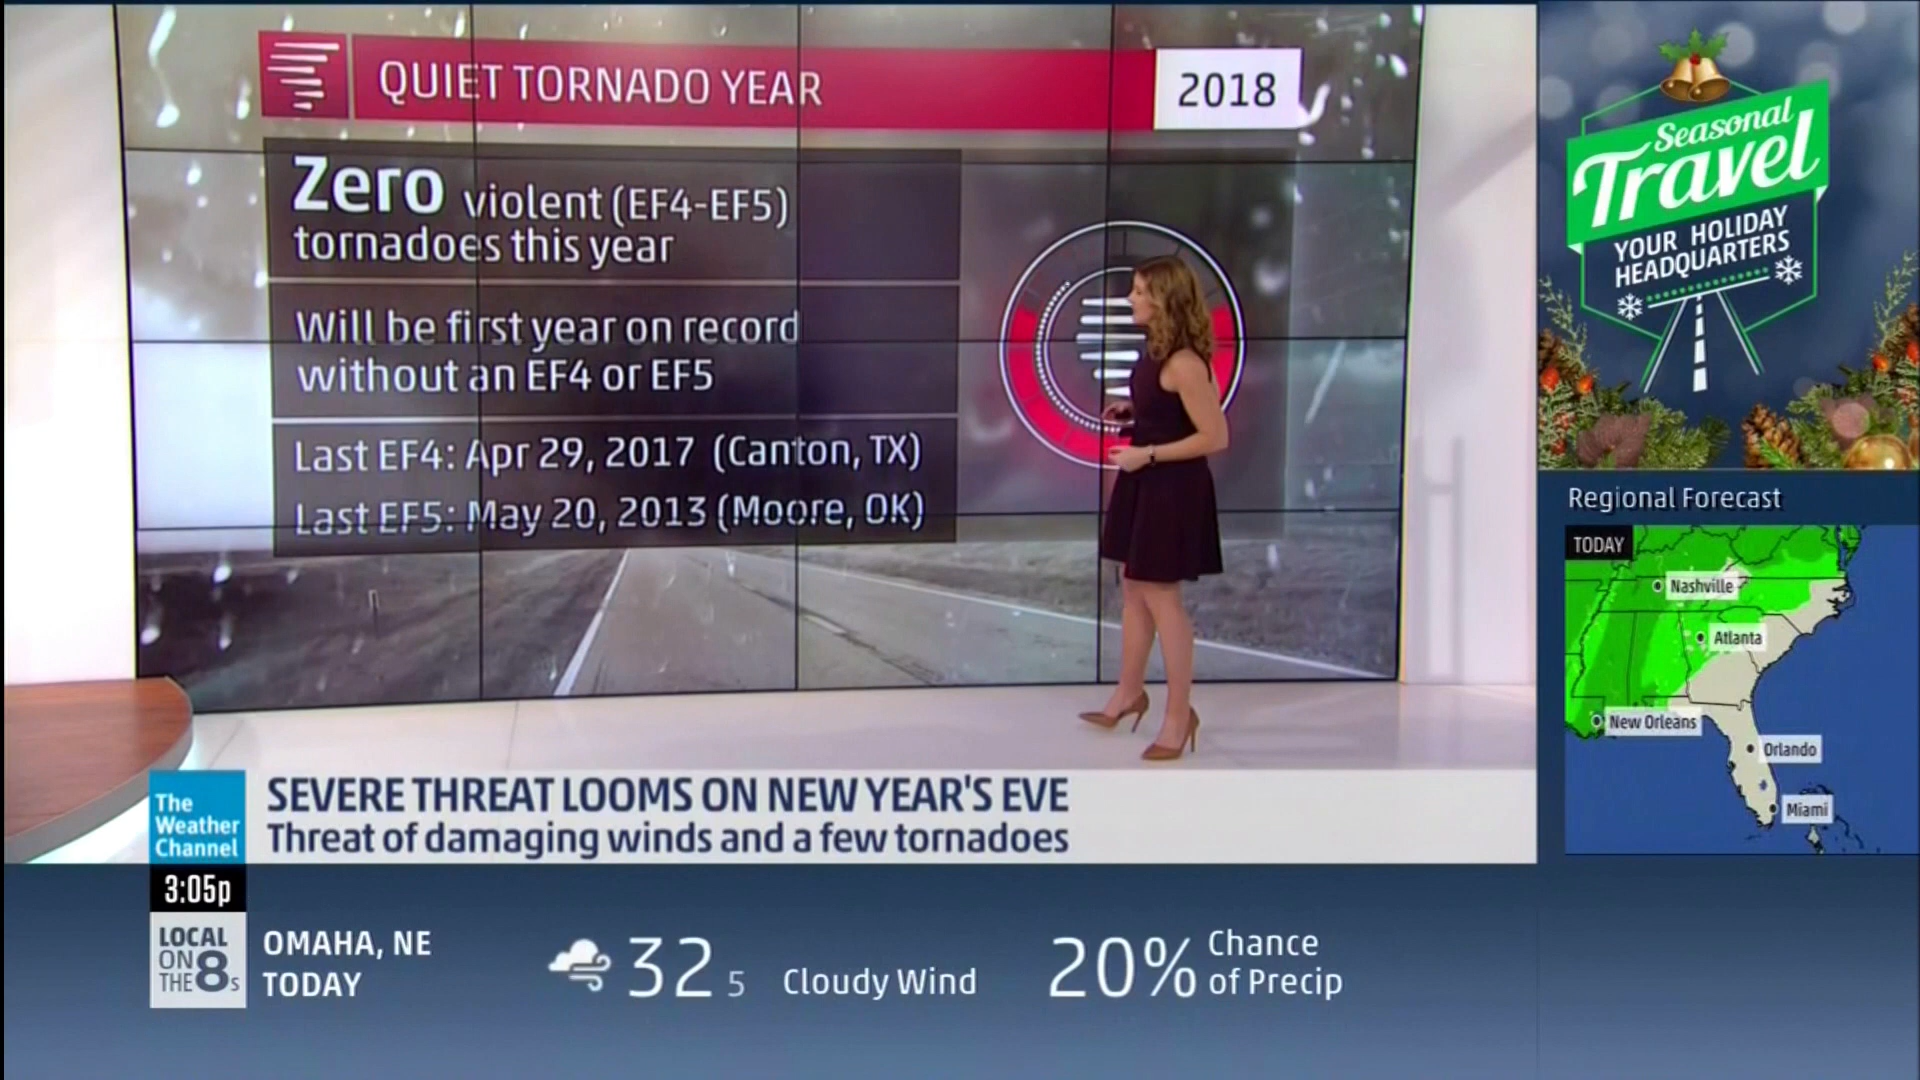 QUIET TORNADO YEAR
2018
Zero violent (EF4-EF5)
tornadoes this year
Will be first year on record
without an EF4 or EF5
Last EF4: Apr 29, 2017 (Canton, TX)
Last EF5: May 20, 2013 (Moore, OK)
Seasonal
Travel
YOUR HOLIDAY
HEADQUARTERS
Regional Forecast
TODAY
Nashville
Atlanta
New Orleans
Orlando
Miami
The
Weather
Channel
SEVERE THREAT LOOMS ON NEW YEAR'S EVE
Threat of damaging winds and a few tornadoes
3:05p
LOCAL
ON
THE 8s
OMAHA, NE
TODAY
32 5
Cloudy Wind
20%
Chance
of Precip